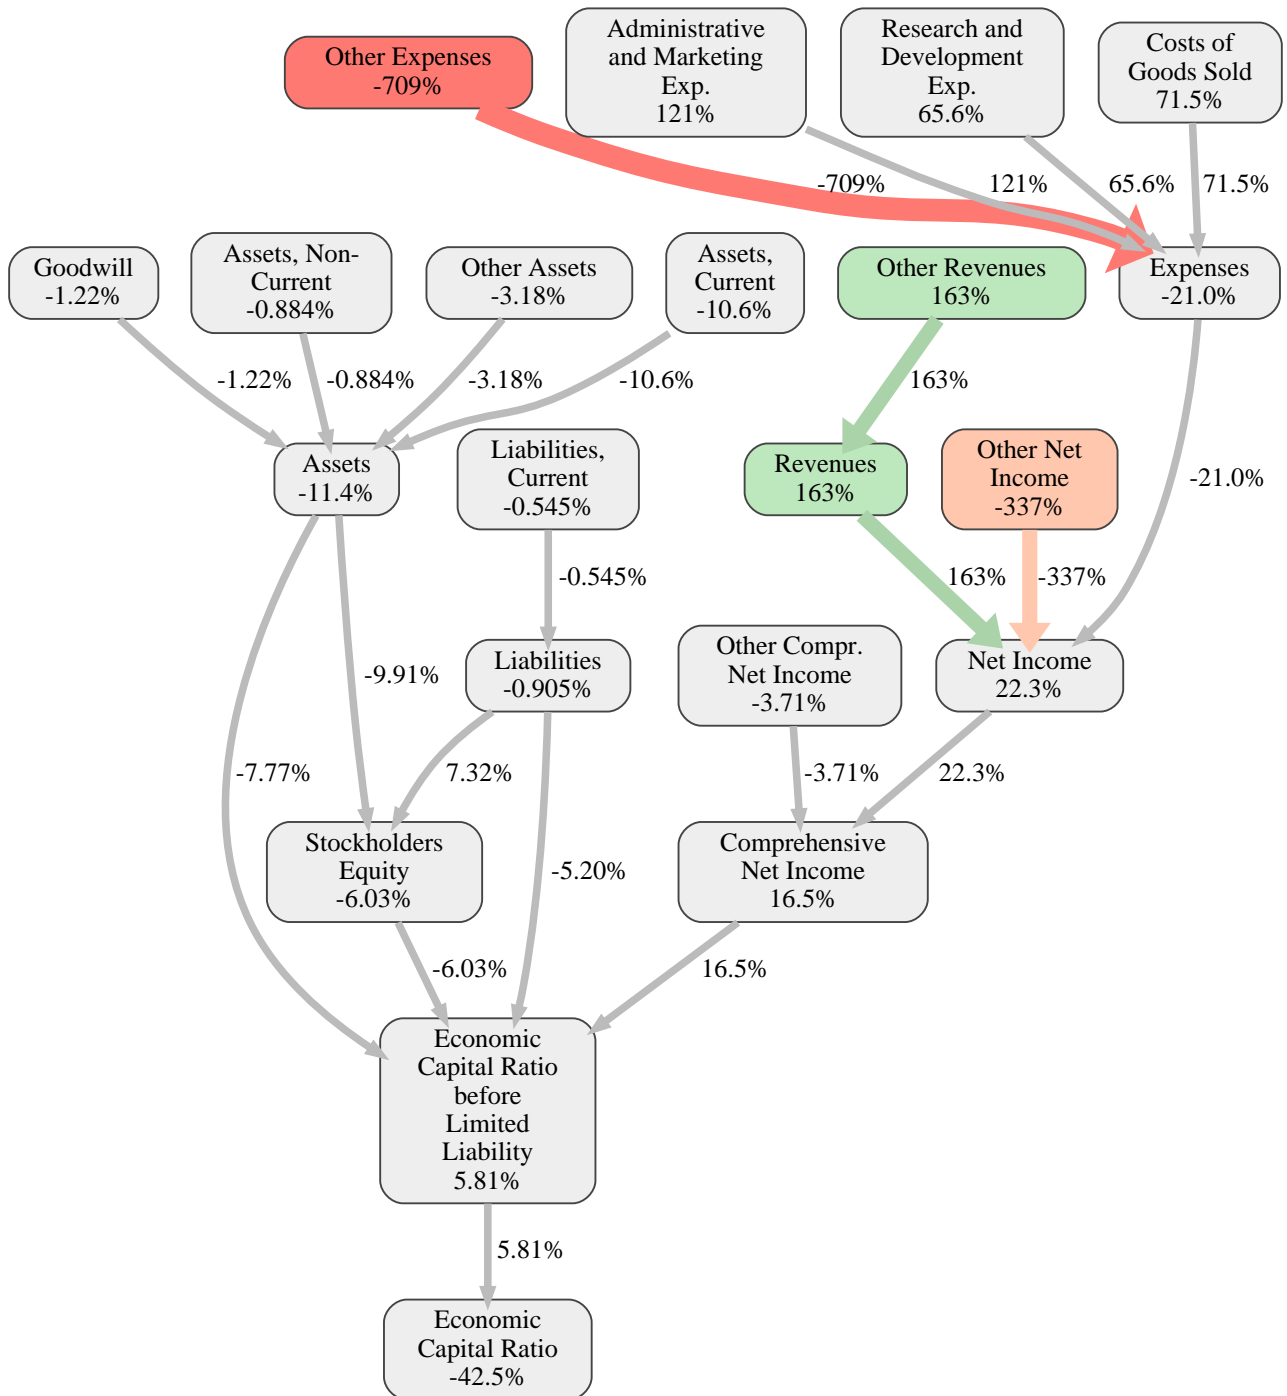 Other Expenses
-709%
Administrative
and Marketing
Exp.
121%
Research and
Development
Exp.
65.6%
Costs of
Goods Sold
71.5%
-709%
121%
65.6%
71.5%
Goodwill
-1.22%
Assets, Non-
Current
-0.884%
Other Assets
-3.18%
Assets,
Current
-10.6%
Other Revenues
163%
Expenses
-21.0%
-1.22%
-0.884%
-3.18%
-10.6%
163%
-21.0%
Assets
-11.4%
Liabilities,
Current
-0.545%
Revenues
163%
Other Net
Income
-337%
-0.545%
163%
-337%
-9.91%
Liabilities
-0.905%
Other Compr.
Net Income
-3.71%
Net Income
22.3%
-7.77%
7.32%
-3.71%
22.3%
Stockholders
Equity
-6.03%
-5.20%
Comprehensive
Net Income
16.5%
-6.03%
16.5%
Economic
Capital Ratio
before
Limited
Liability
5.81%
5.81%
Economic
Capital Ratio
-42.5%